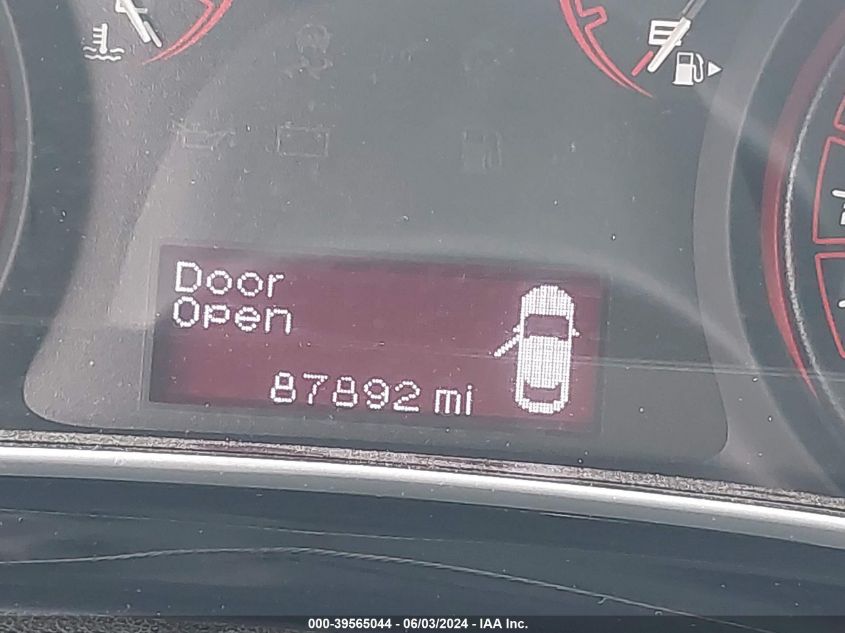 C
E
Door
Open
87892 mi
000-39565044 - 06/03/2024 - IAA Inc.